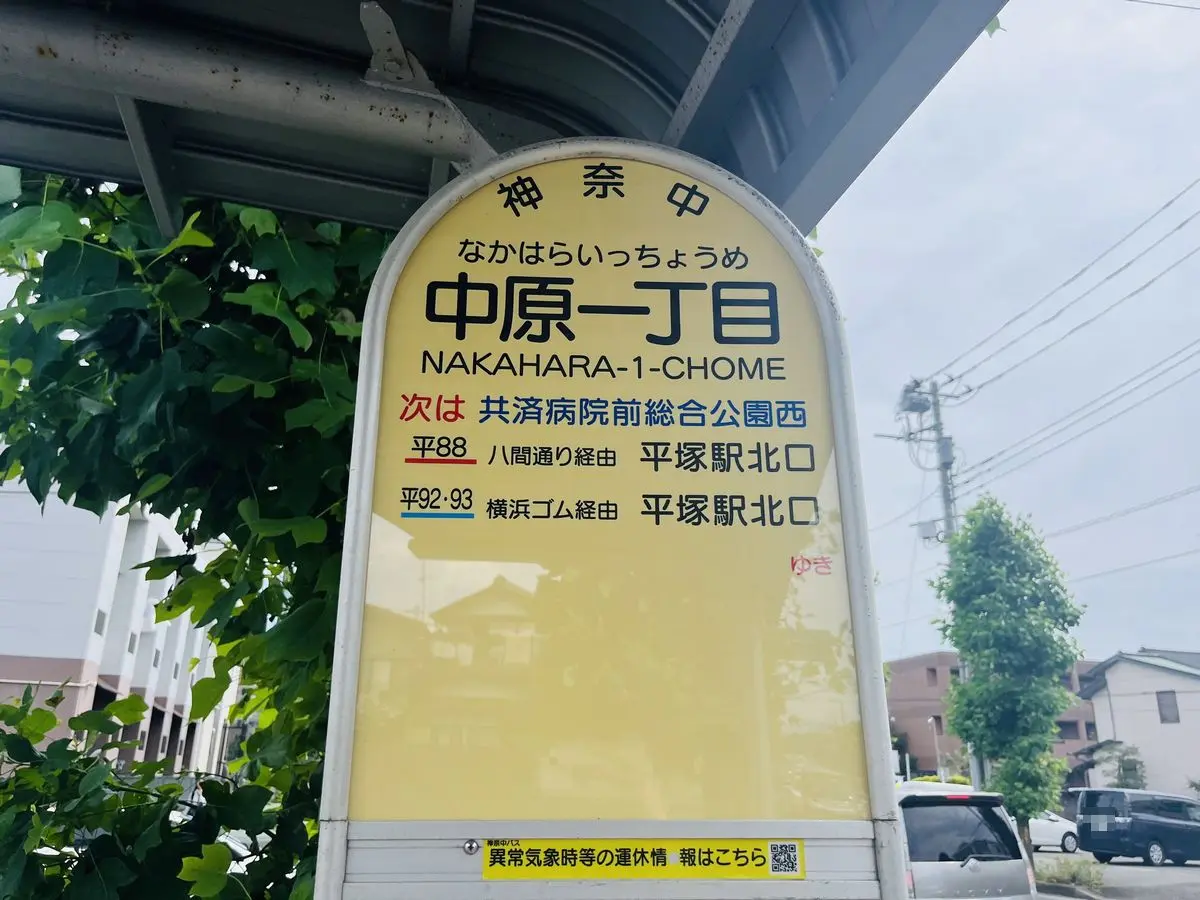 神奈中
なかはらいっちょうめ
中原一丁目
NAKAHARA-1-CHOME
次は 共済病院前総合公園西
平88 八間通り経由 平塚駅北口
平92・93 横浜ゴム経由 平塚駅北口
ゆき
神奈中バス
異常気象時等の運休情報はこちら